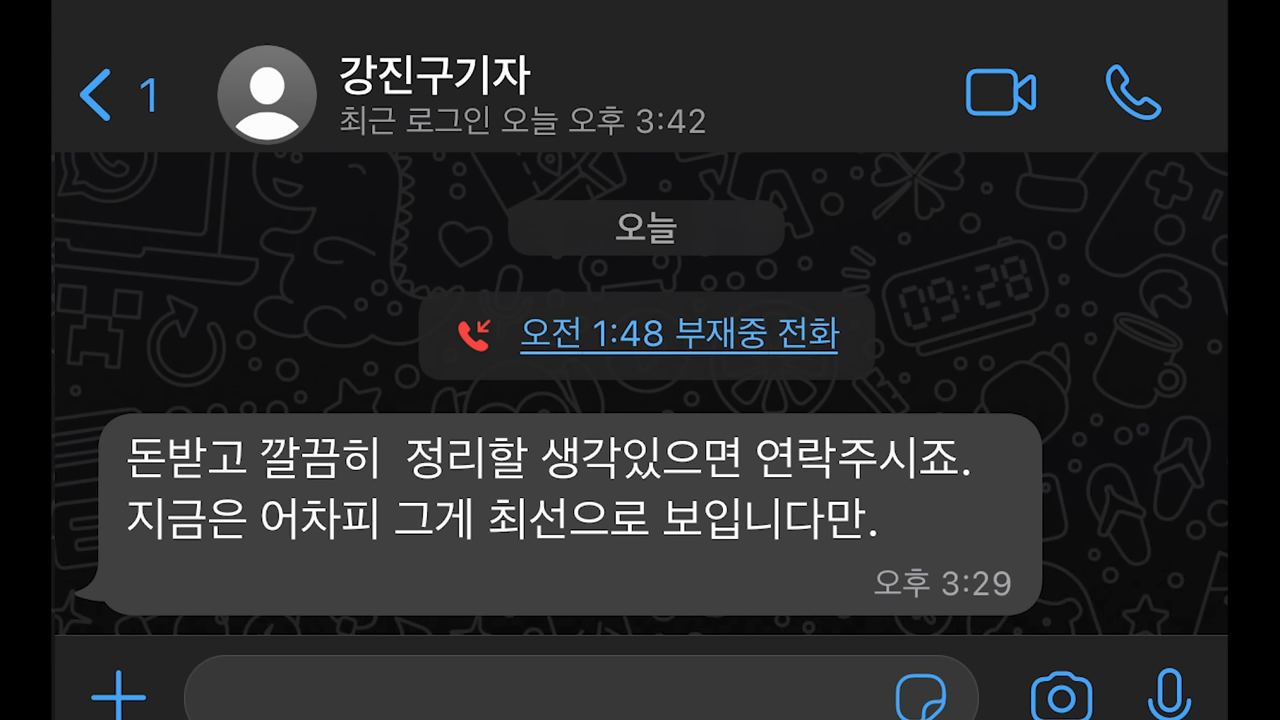 1
강진구기자
최근 로그인 오늘 오후 3:42
오늘
09:28
오전 1:48 부재중 전화
돈받고 깔끔히  정리할 생각있으면 연락주시죠.
지금은 어차피 그게 최선으로 보입니다만.
오후 3:29